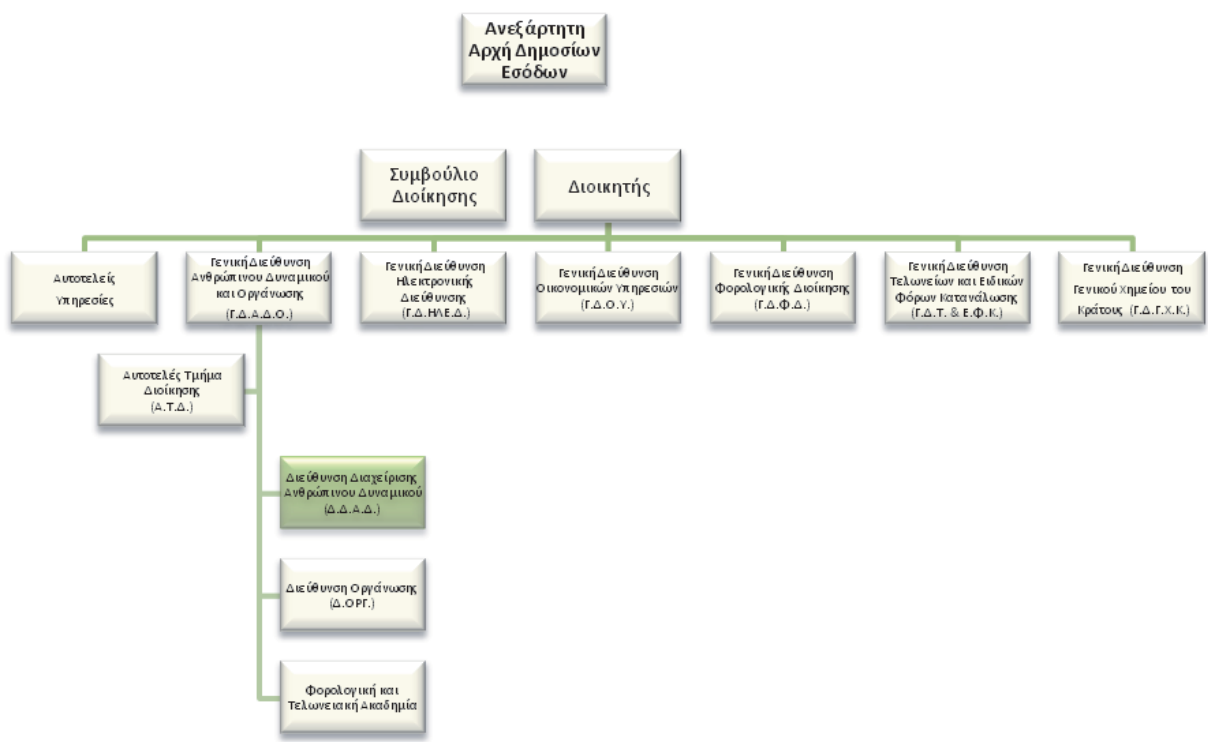 Ανεξάρτητη
Αρχή Δημοσίων
Εσόδων
Συμβούλιο
Διοίκησης
Διοικητής
Αυτοτελείς
Υπηρεσίες
Γενική Διεύθυνση
Ανθρώπινου Δυναμικού
και Οργάνωσης
(Γ.Δ.Α.Δ.Ο.)
Γενική Διεύθυνση
Ηλεκτρονικής
Διεύθυνσης
(Γ.Δ.ΗΛΕ.Δ.)
Γενική Διεύθυνση
Οικονομικών Υπηρεσιών
(Γ.Δ.Ο.Υ.)
Γενική Διεύθυνση
Φορολογικής Διοίκησης
(Γ.Δ.Φ.Δ.)
Γενική Διεύθυνση
Τελωνείων και Ειδικών
Φόρων Κατανάλωσης
(Γ.Δ.Τ. & Ε.Φ.Κ.)
Γενική Διεύθυνση
Γενικού Χημείου του
Κράτους (Γ.Δ.Γ.Χ.Κ.)
Αυτοτελές Τμήμα
Διοίκησης
(Α.Τ.Δ.)
Διεύθυνση Διαχείρισης
Ανθρώπινου Δυναμικού
(Δ.Δ.Α.Δ.)
Διεύθυνση Οργάνωσης
(Δ.ΟΡΓ.)
Φορολογική και
Τελωνειακή Ακαδημία